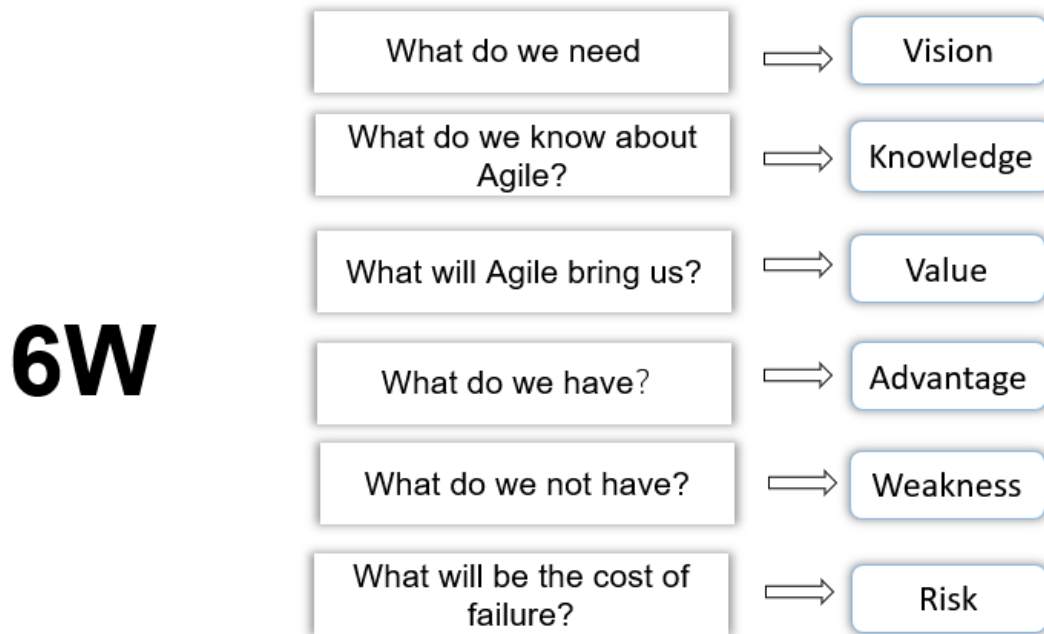 What do we need
Vision
What do we know about
Agile?
Knowledge
What will Agile bring us?
Value
6W
What do we have？
Advantage
What do we not have?
Weakness
What will be the cost of
failure?
Risk